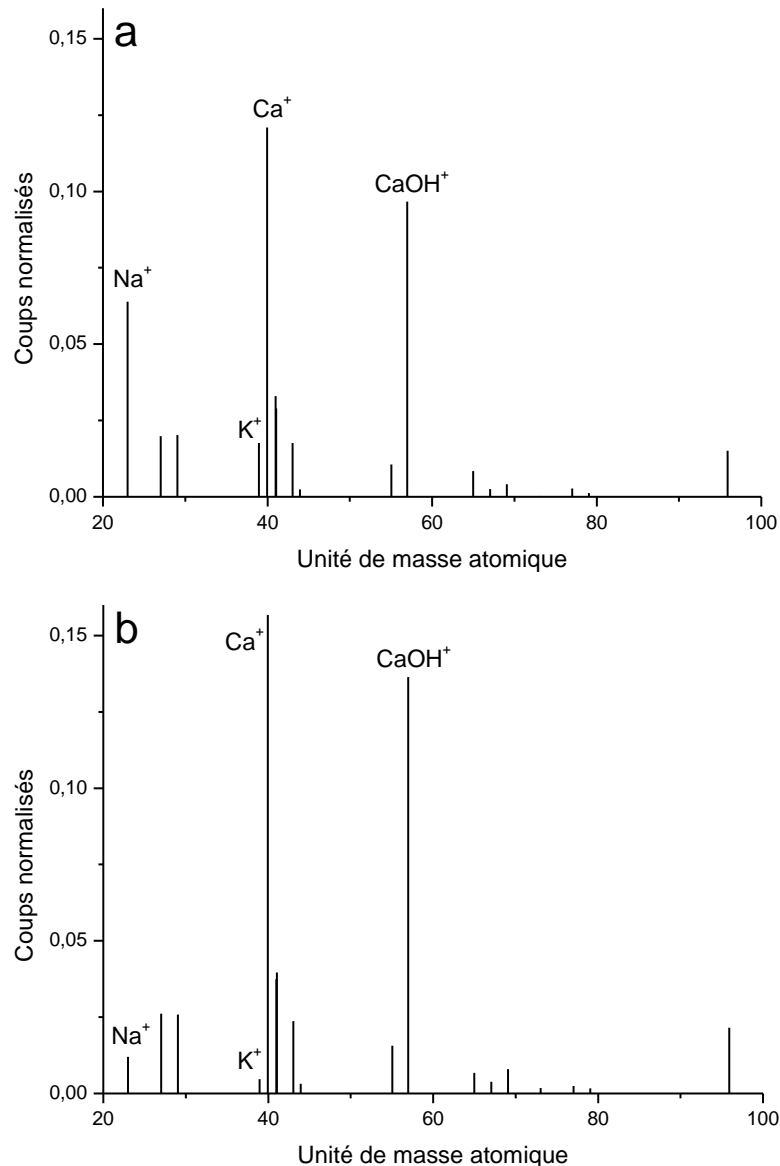 a
0,15
Ca⁺
CaOH⁺
0,10
Na⁺
Coups normalisés
0,05
K⁺
0,00
20 40 60 80 100
Unité de masse atomique
b
0,15
Ca⁺
CaOH⁺
0,10
Coups normalisés
0,05
Na⁺
K⁺
0,00
20 40 60 80 100
Unité de masse atomique